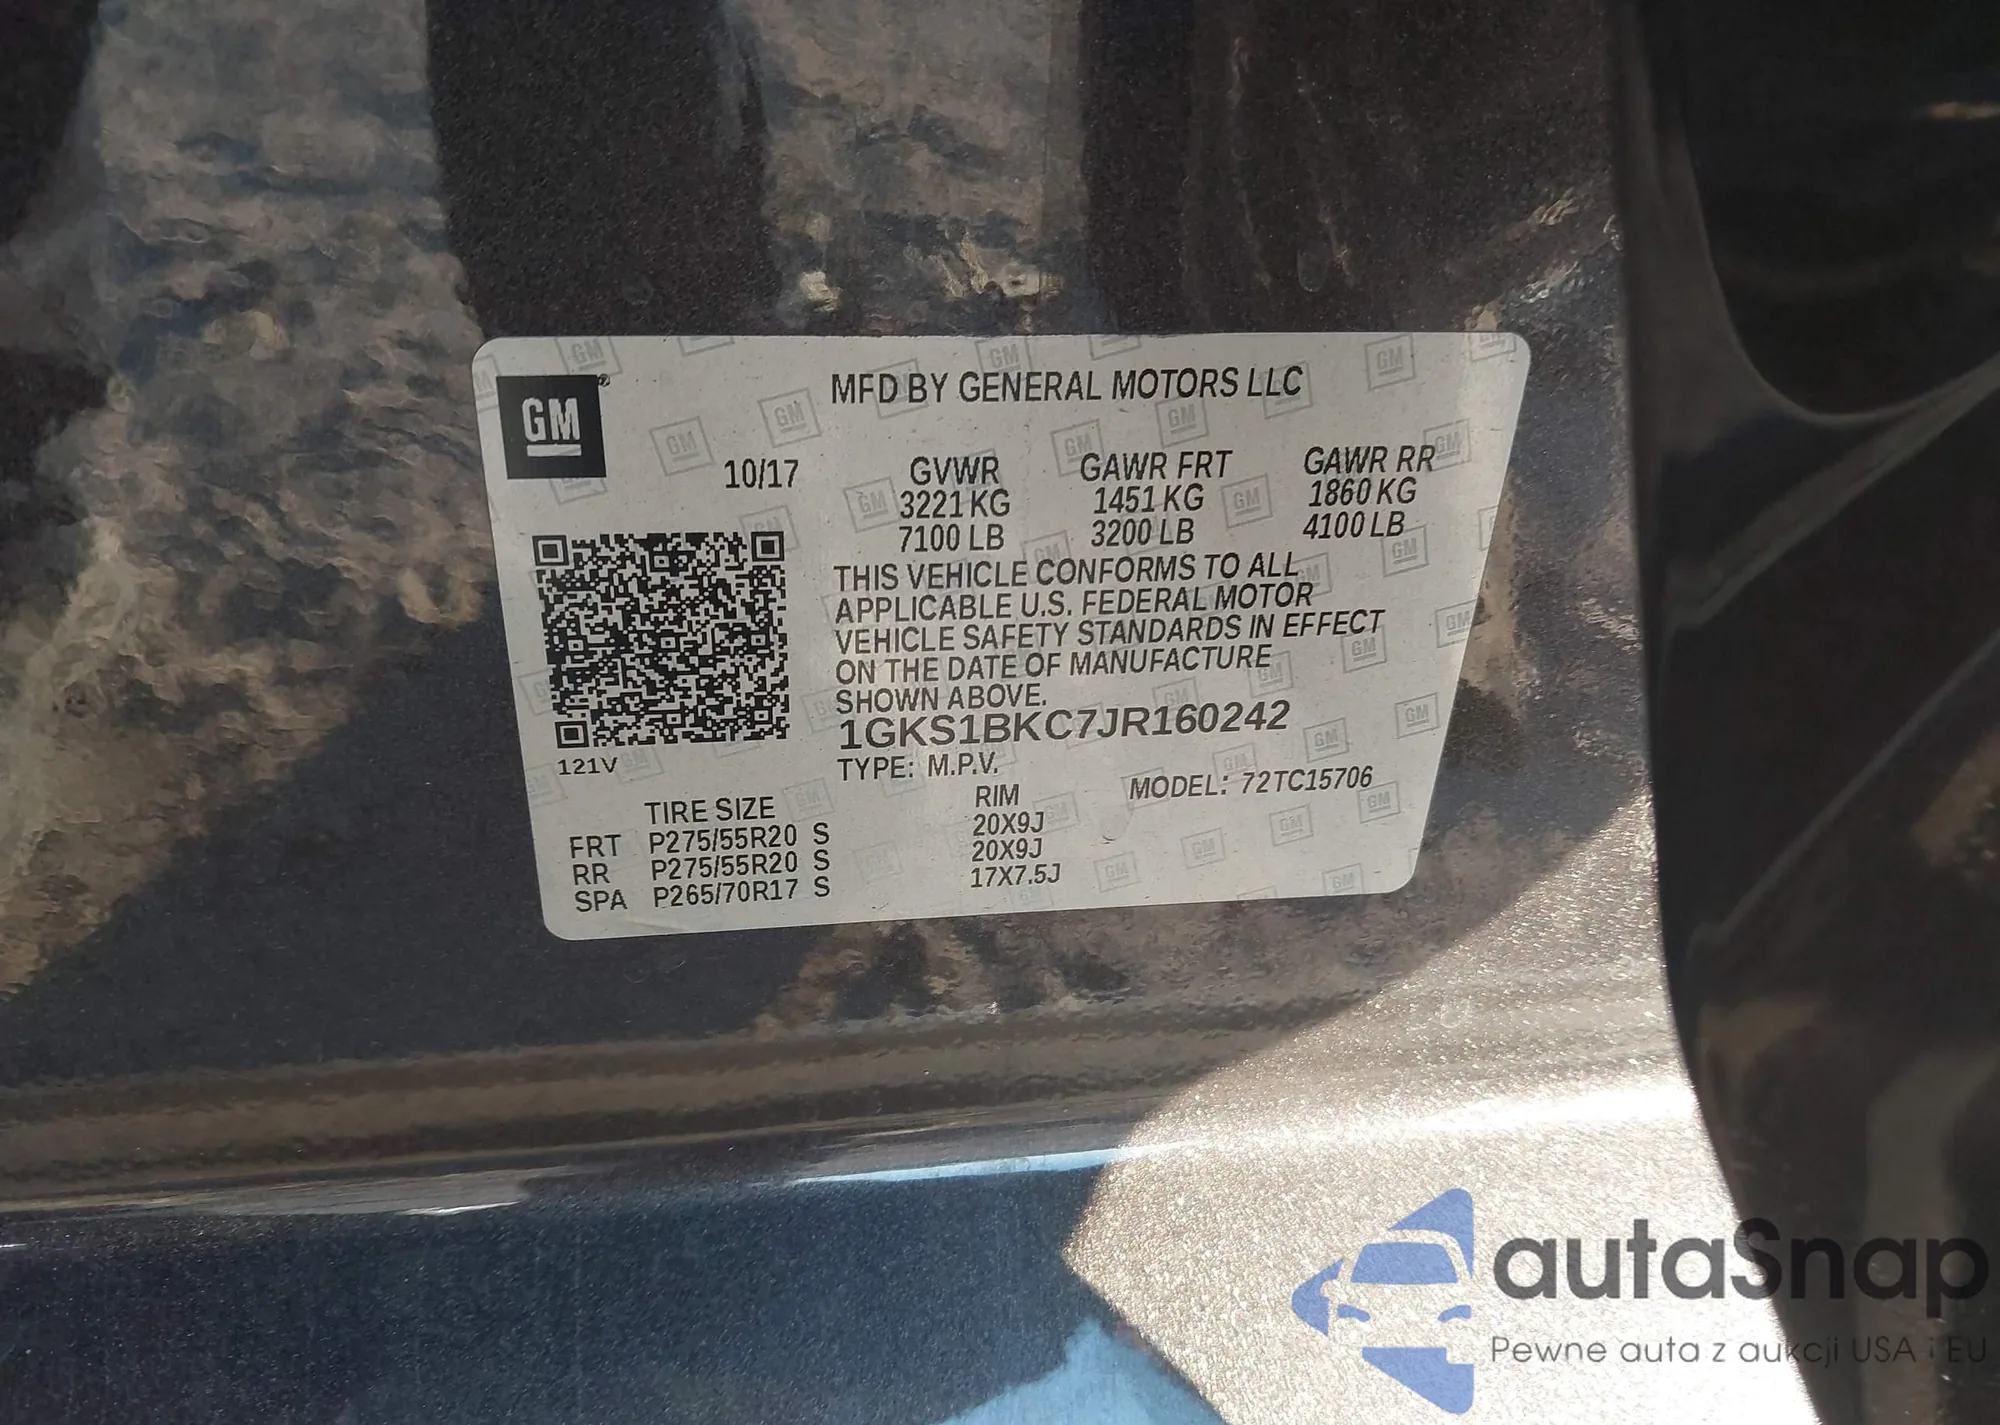 GM
MFD BY GENERAL MOTORS LLC
10/17 GVWR GAWR FRT GAWR RR
3221 KG 1451 KG 1860 KG
7100 LB 3200 LB 4100 LB
THIS VEHICLE CONFORMS TO ALL
APPLICABLE U.S. FEDERAL MOTOR
VEHICLE SAFETY STANDARDS IN EFFECT
ON THE DATE OF MANUFACTURE
SHOWN ABOVE.
1GKS1BKC7JR160242
121V
TYPE: M.P.V.
MODEL: 72TC15706
TIRE SIZE RIM
FRT P275/55R20 S 20X9J
RR P275/55R20 S 20X9J
SPA P265/70R17 S 17X7.5J
autaSnap
Pewne auta z aukcji USA i EU